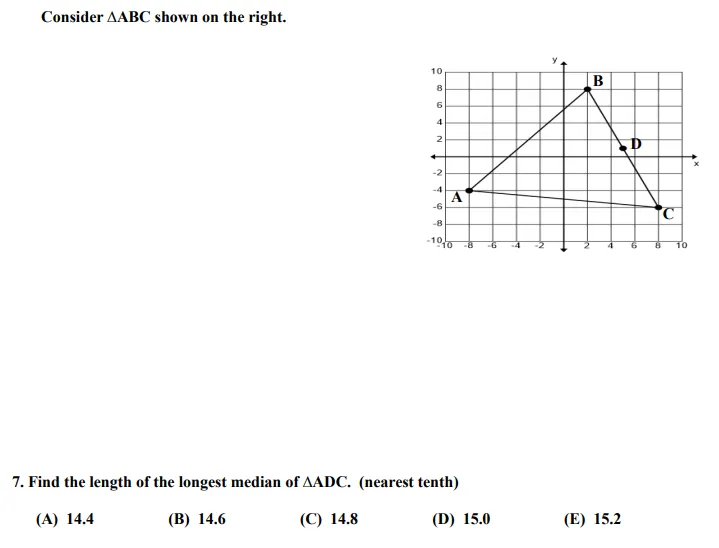 Consider ∆ABC shown on the right.
y
10
B
8
6
4
2
D
x
-2
-4
A
-6
C
-8
-10
-10 -8 -6 -4 -2 2 4 6 8 10
7. Find the length of the longest median of ∆ADC. (nearest tenth)
(A) 14.4 (B) 14.6 (C) 14.8 (D) 15.0 (E) 15.2